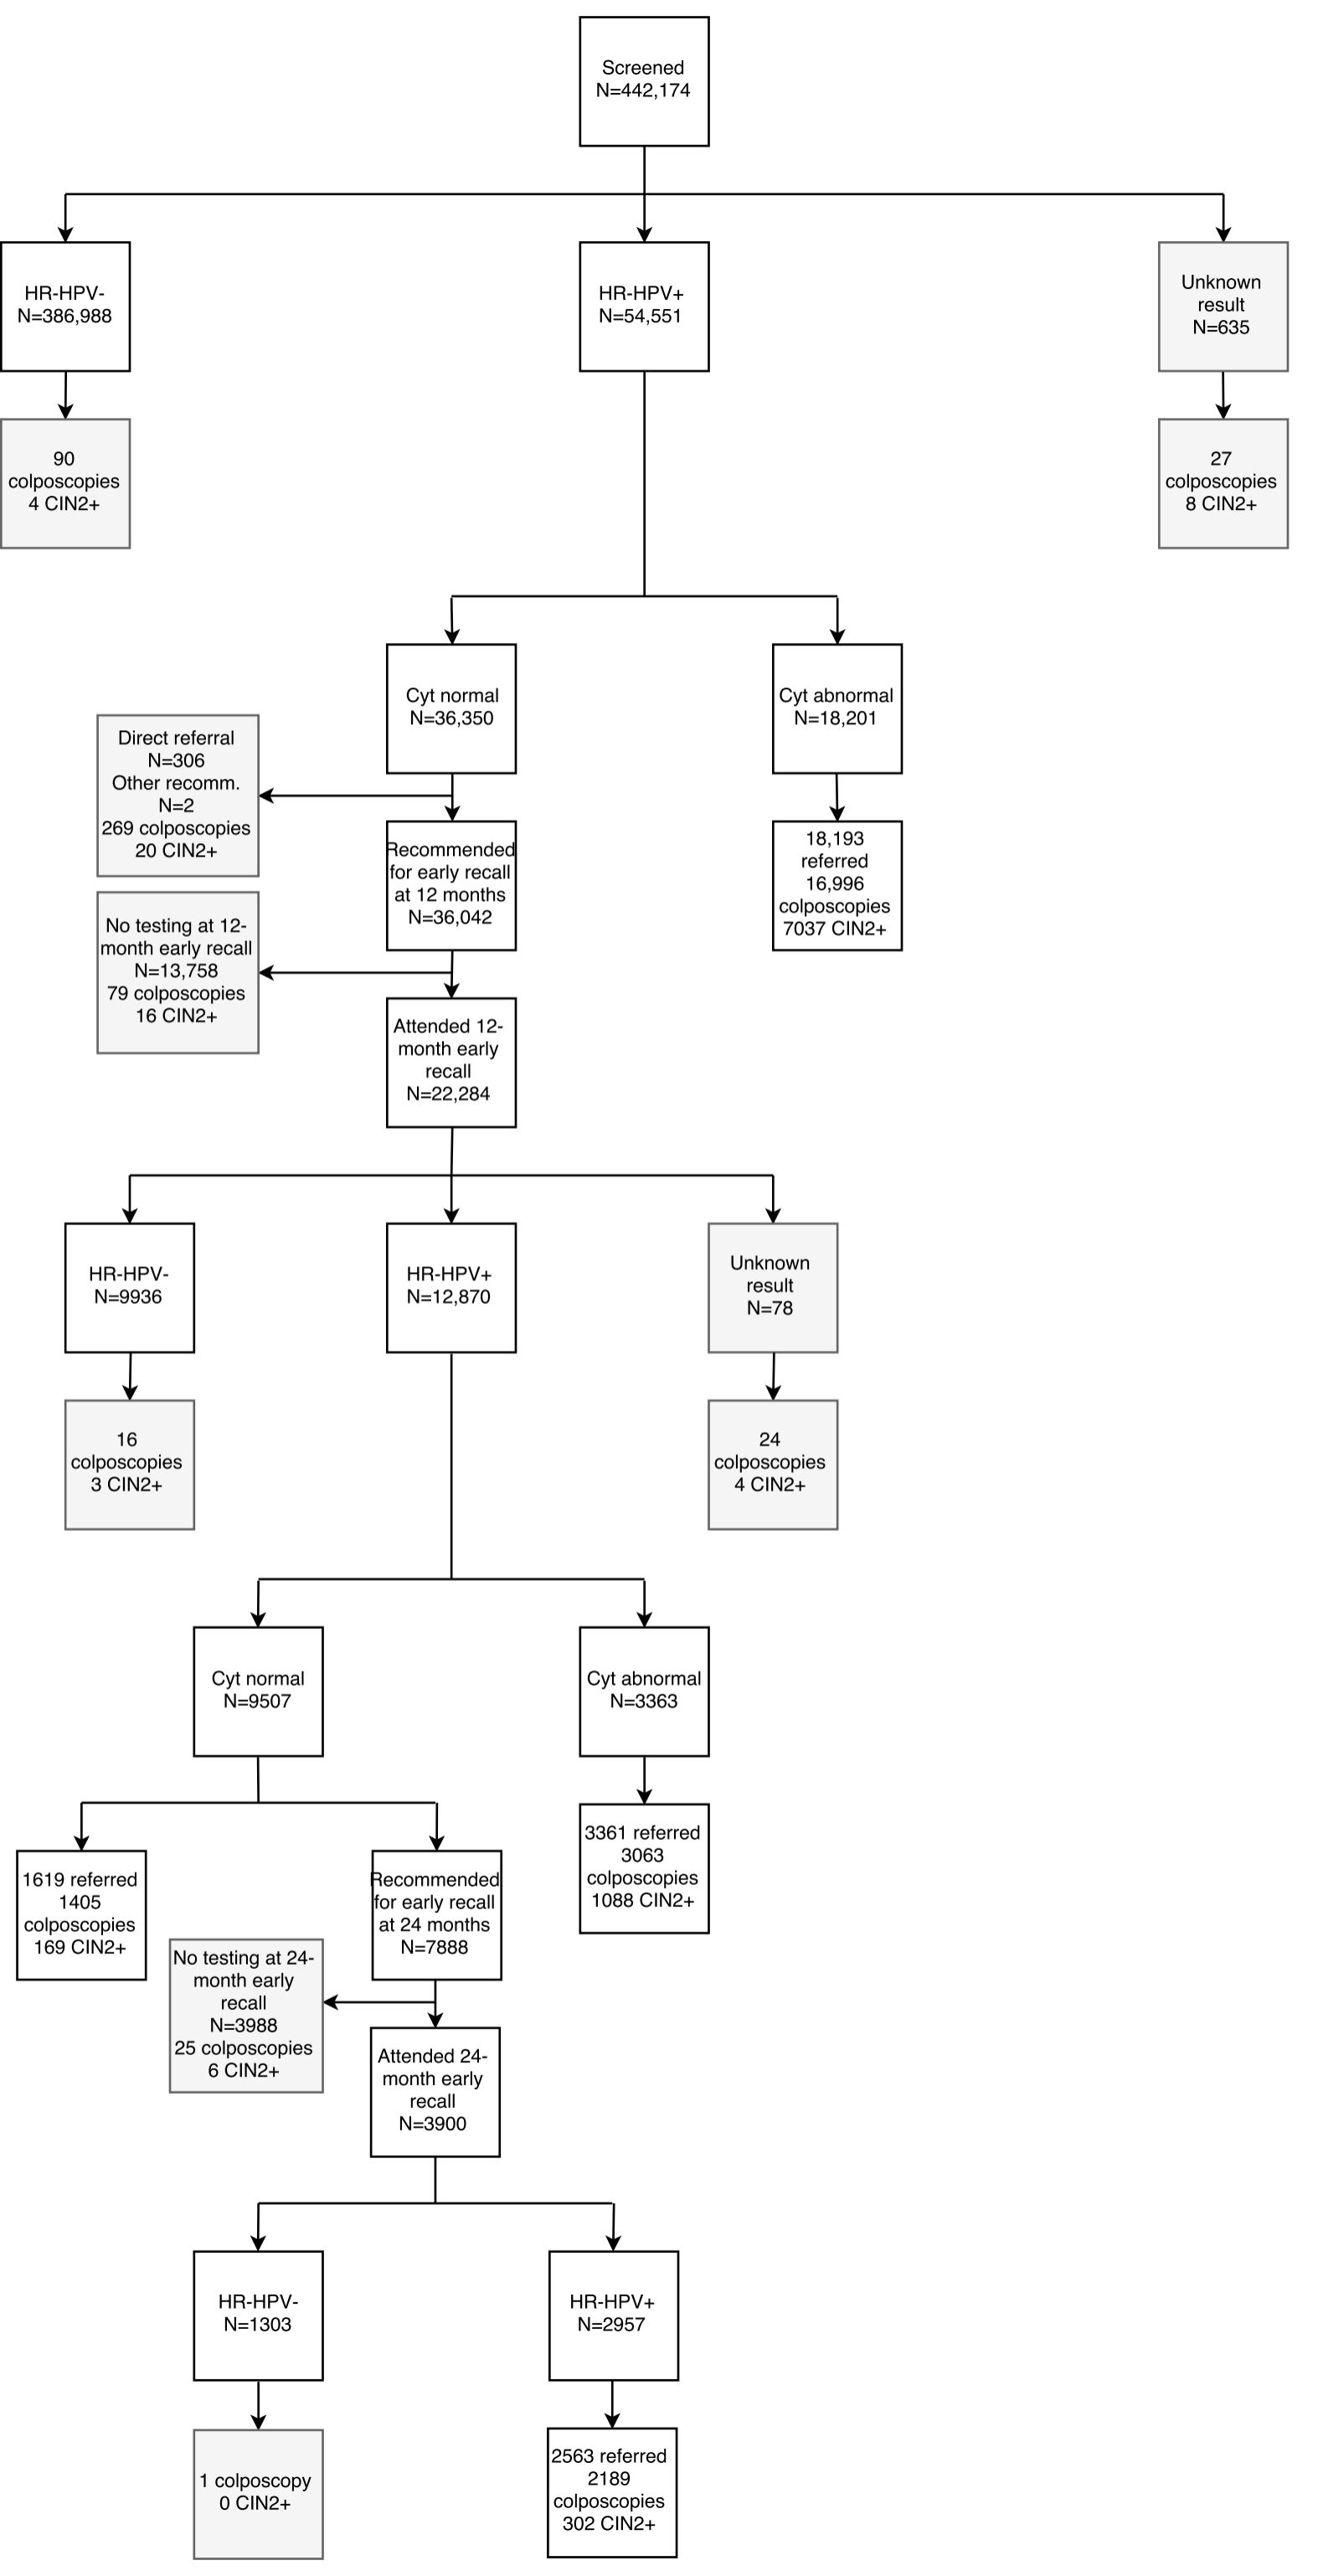 Screened
N=442,174
HR-HPV-
N=386,988
HR-HPV+
N=54,551
Unknown
result
N=635
90
colposcopies
4 CIN2+
27
colposcopies
8 CIN2+
Cyt normal
N=36,350
Cyt abnormal
N=18,201
Direct referral
N=306
Other recomm.
N=2
269 colposcopies
20 CIN2+
Recommended
for early recall
at 12 months
N=36,042
18,193
referred
16,996
colposcopies
7037 CIN2+
No testing at 12-
month early recall
N=13,758
79 colposcopies
16 CIN2+
Attended 12-
month early
recall
N=22,284
HR-HPV-
N=9936
HR-HPV+
N=12,870
Unknown
result
N=78
16
colposcopies
3 CIN2+
24
colposcopies
4 CIN2+
Cyt normal
N=9507
Cyt abnormal
N=3363
1619 referred
1405
colposcopies
169 CIN2+
Recommended
for early recall
at 24 months
N=7888
3361 referred
3063
colposcopies
1088 CIN2+
No testing at 24-
month early
recall
N=3988
25 colposcopies
6 CIN2+
Attended 24-
month early
recall
N=3900
HR-HPV-
N=1303
HR-HPV+
N=2957
1 colposcopy
0 CIN2+
2563 referred
2189
colposcopies
302 CIN2+